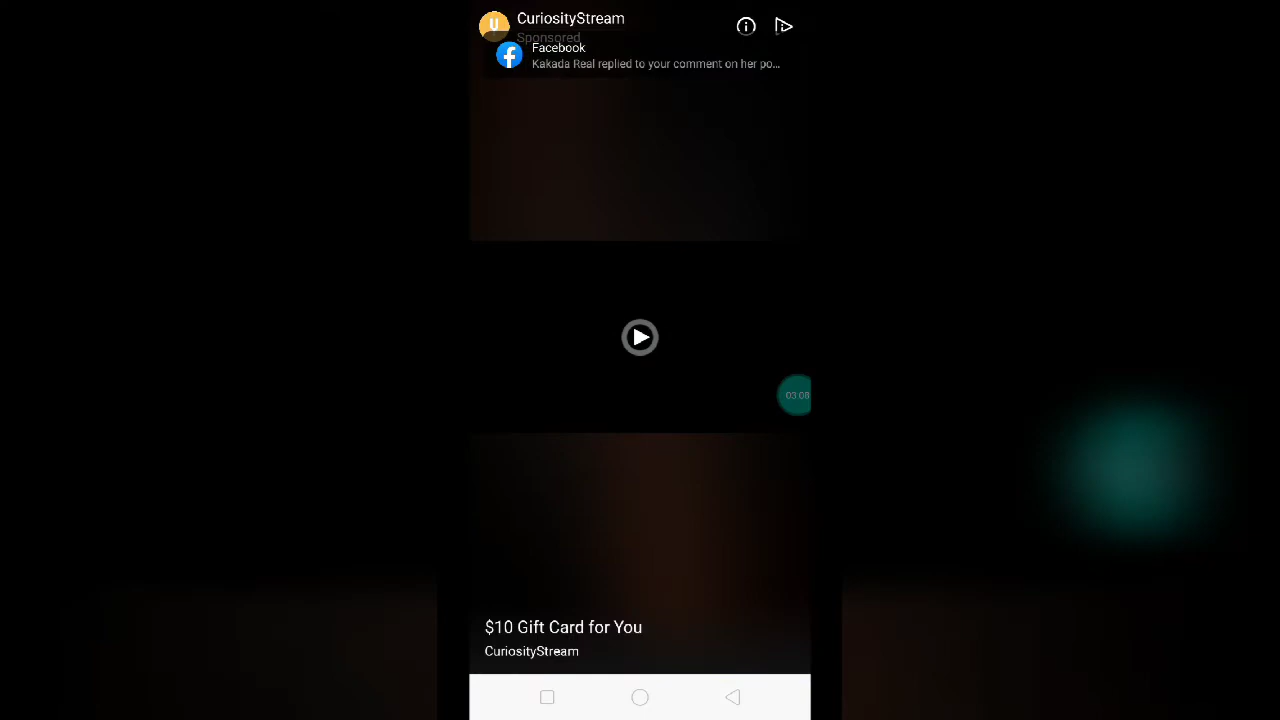 CuriosityStream
Sponsored
Facebook
Kakada Real replied to your comment on her po...
03:08
$10 Gift Card for You
CuriosityStream